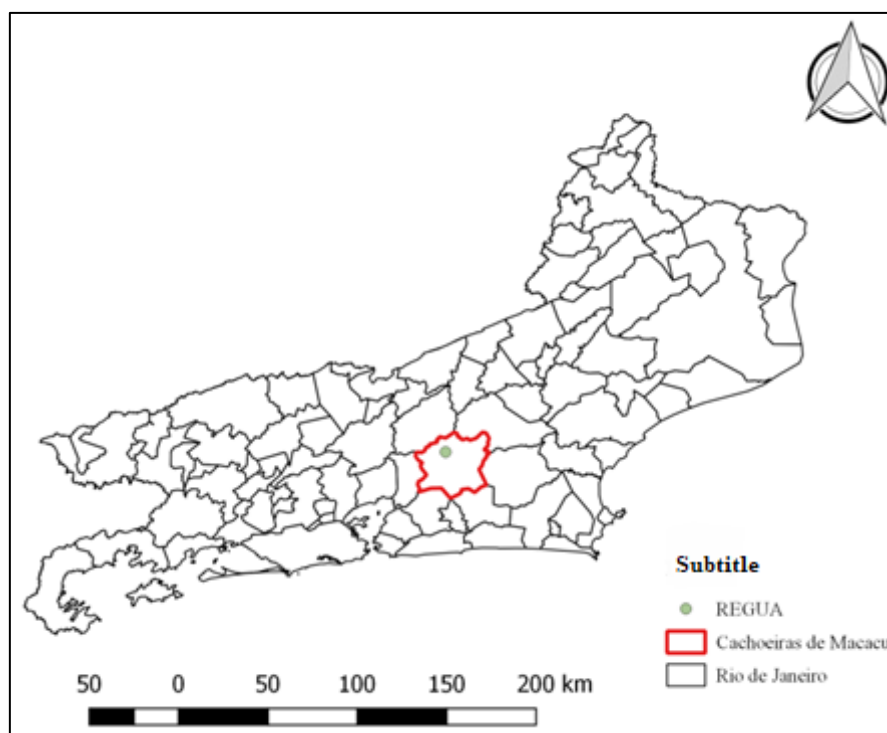 Subtitle
REGUA
Cachoeiras de Macacu
Rio de Janeiro
50 0 50 100 150 200 km